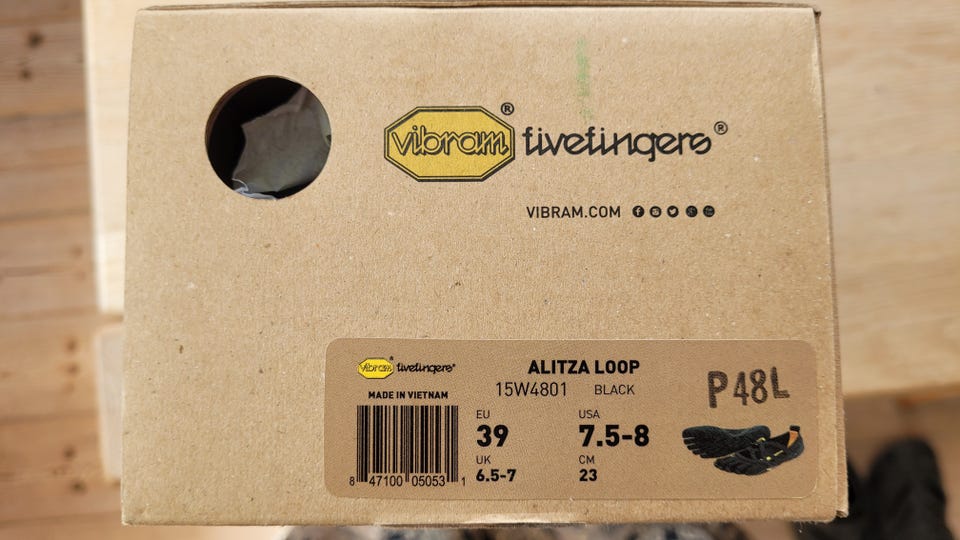 vibram® fivefingers®
VIBRAM.COM
vibram® fivefingers®
ALITZA LOOP
MADE IN VIETNAM
15W4801 BLACK
P48L
EU
39
USA
7.5-8
UK
6.5-7
CM
23
8 47100 05053 1